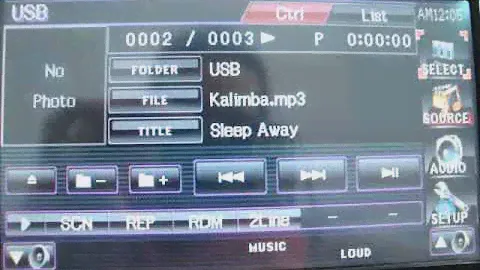 USB
Ctrl
List
AM12:05
0002 / 0003 P 0:00:00
No
Photo
FOLDER USB
FILE Kalimba.mp3
TITLE Sleep Away
SELECT
SOURCE
AUDIO
SETUP
SCN REP RDM 2Line - -
MUSIC LOUD